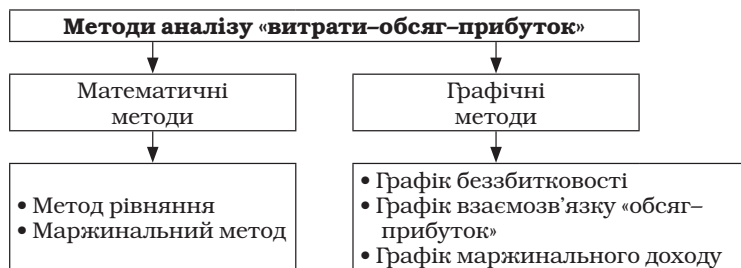 Методи аналізу «витрати–обсяг–прибуток»
Математичні
методи
Графічні
методи
• Метод рівняння
• Маржинальний метод
• Графік беззбитковості
• Графік взаємозв'язку «обсяг–
прибуток»
• Графік маржинального доходу